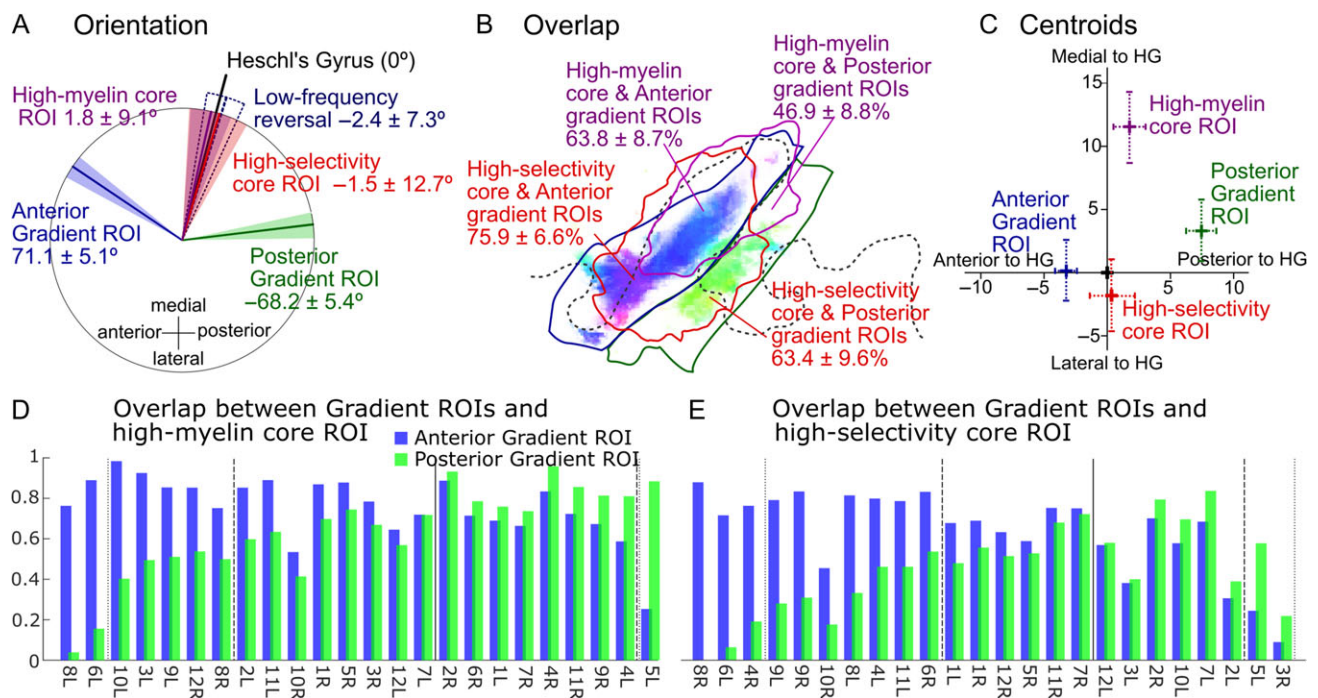 A Orientation
Heschl's Gyrus (0º)
High-myelin core
ROI 1.8 ± 9.1º
Low-frequency
reversal –2.4 ± 7.3º
High-selectivity
core ROI –1.5 ± 12.7º
Anterior
Gradient ROI
71.1 ± 5.1º
Posterior
Gradient ROI
–68.2 ± 5.4º
medial
anterior posterior
lateral
B Overlap
High-myelin
core & Anterior
gradient ROIs
63.8 ± 8.7%
High-myelin
core & Posterior
gradient ROIs
46.9 ± 8.8%
High-selectivity
core & Anterior
gradient ROIs
75.9 ± 6.6%
High-selectivity
core & Posterior
gradient ROIs
63.4 ± 9.6%
C Centroids
Medial to HG
15
High-myelin
core ROI
10
Posterior
Gradient
ROI
5
Anterior
Gradient
ROI
Anterior to HG Posterior to HG
–10 –5 5 10
High-selectivity
core ROI
–5
Lateral to HG
D Overlap between Gradient ROIs and
high-myelin core ROI
Anterior Gradient ROI
Posterior Gradient ROI
1
0.8
0.6
0.4
0.2
0
8L 6L 10L 3L 9L 12R 8R 2L 11L 10R 1R 5R 3R 12L 7L 2R 6R 1L 7R 4R 11R 9R 4L 5L
E Overlap between Gradient ROIs and
high-selectivity core ROI
8R 6L 4R 9L 9R 10R 8L 4L 11L 6R 1L 1R 12R 5R 11R 7R 12L 3L 2R 10L 7L 2L 5L 3R